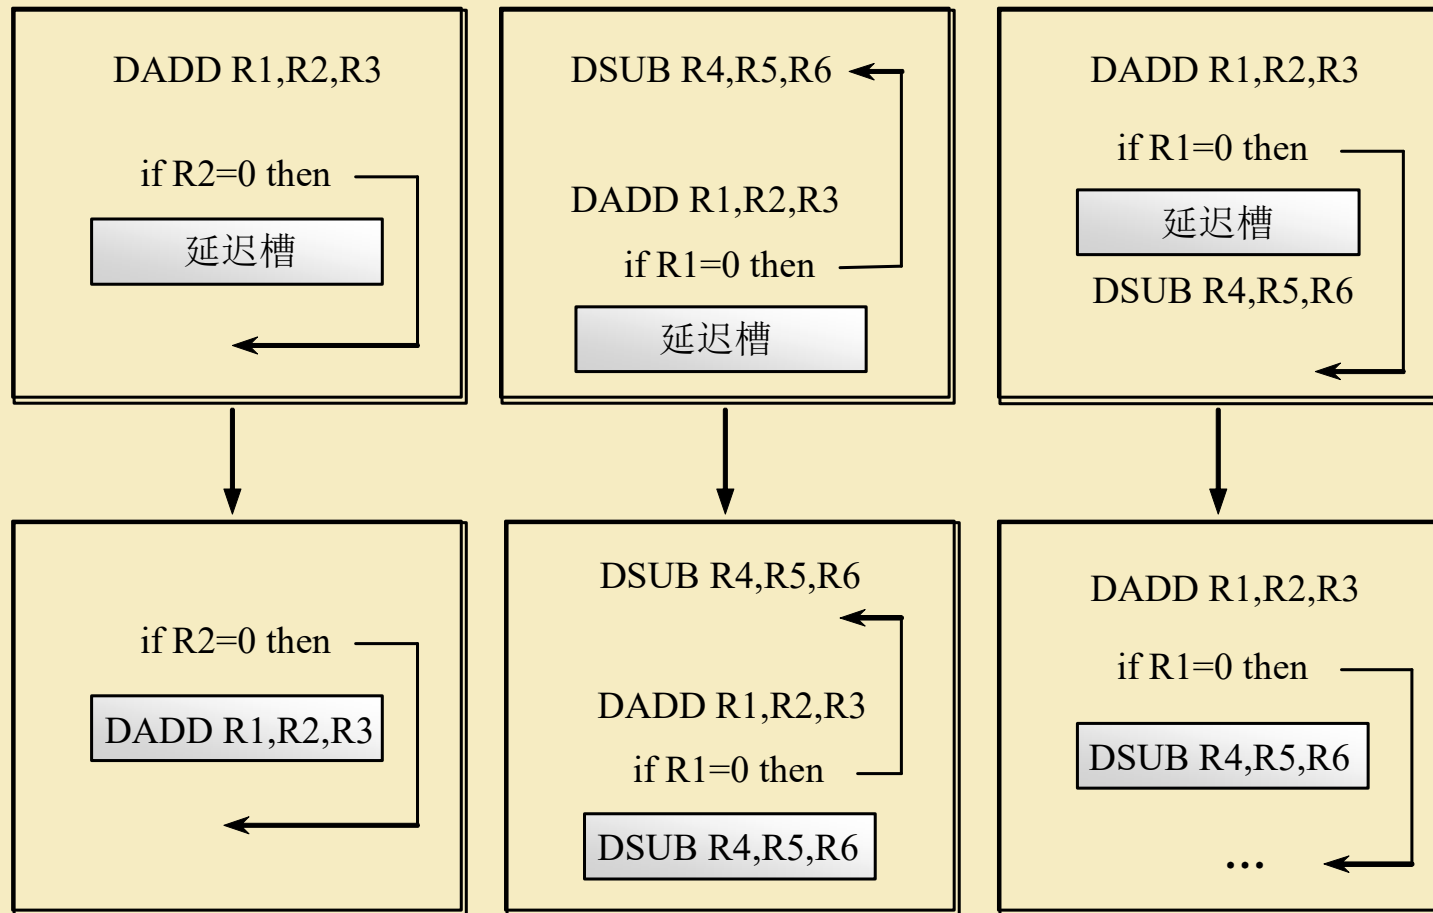 DADD R1,R2,R3
if R2=0 then
延迟槽
DSUB R4,R5,R6
DADD R1,R2,R3
if R1=0 then
延迟槽
DADD R1,R2,R3
if R1=0 then
延迟槽
DSUB R4,R5,R6
if R2=0 then
DADD R1,R2,R3
DSUB R4,R5,R6
DADD R1,R2,R3
if R1=0 then
DSUB R4,R5,R6
DADD R1,R2,R3
if R1=0 then
DSUB R4,R5,R6
...